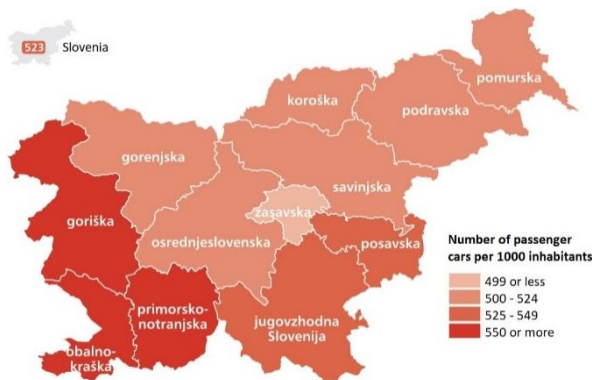 523 Slovenia
pomurska
koroška
podravska
gorenjska
savinjska
goriška
zasavska
osrednjeslovenska
posavska
primorsko-
notranjska
jugovzhodna
Slovenija
obalno-
kraška
Number of passenger
cars per 1000 inhabitants
499 or less
500 - 524
525 - 549
550 or more